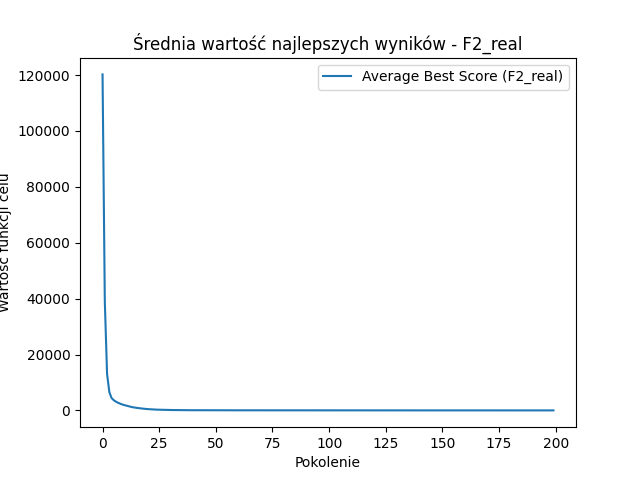 Średnia wartość najlepszych wyników - F2_real
Average Best Score (F2_real)
120000
100000
80000
60000
40000
20000
0
Wartość funkcji celu
0 25 50 75 100 125 150 175 200
Pokolenie